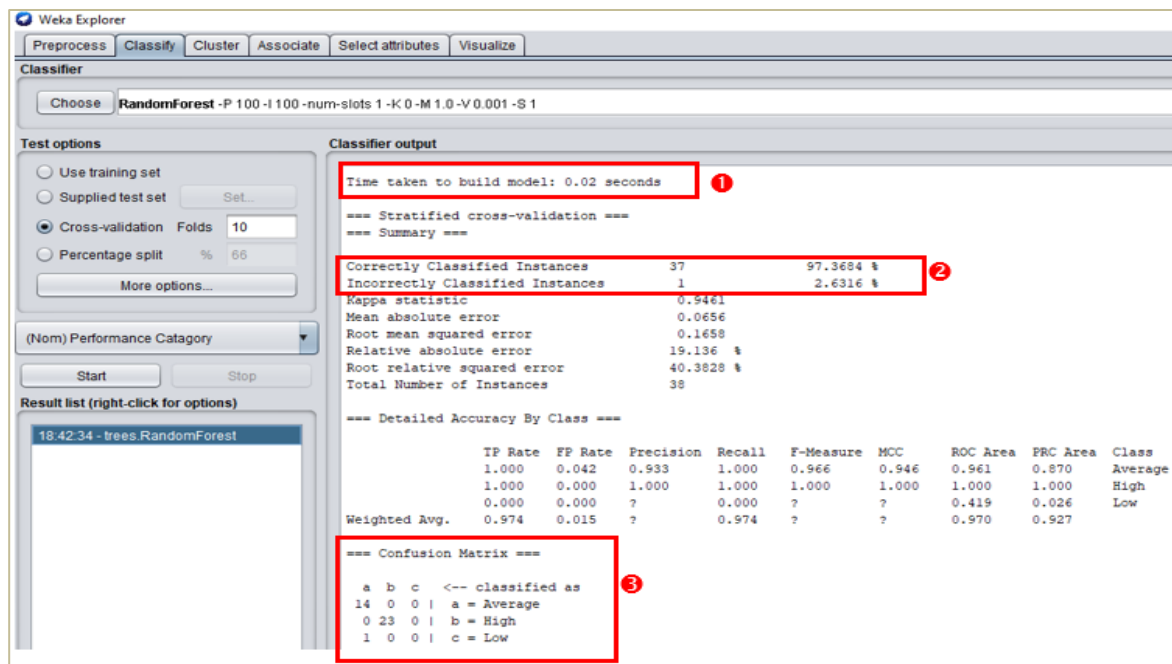 Weka Explorer
Preprocess Classify Cluster Associate Select attributes Visualize
Classifier
Choose RandomForest -P 100 -I 100 -num-slots 1 -K 0 -M 1.0 -V 0.001 -S 1
Test options
Use training set
Supplied test set Set...
Cross-validation Folds 10
Percentage split % 66
More options...
(Nom) Performance Catagory
Start Stop
Result list (right-click for options)
18:42:34 - trees.RandomForest
Classifier output
Time taken to build model: 0.02 seconds
1
=== Stratified cross-validation ===
=== Summary ===
Correctly Classified Instances 37 97.3684 %
Incorrectly Classified Instances 1 2.6316 %
2
Kappa statistic 0.9461
Mean absolute error 0.0656
Root mean squared error 0.1658
Relative absolute error 19.136 %
Root relative squared error 40.3828 %
Total Number of Instances 38
=== Detailed Accuracy By Class ===
TP Rate FP Rate Precision Recall F-Measure MCC ROC Area PRC Area Class
1.000 0.042 0.933 1.000 0.966 0.946 0.961 0.870 Average
1.000 0.000 1.000 1.000 1.000 1.000 1.000 1.000 High
0.000 0.000 ? 0.000 ? ? 0.419 0.026 Low
Weighted Avg. 0.974 0.015 ? 0.974 ? ? 0.970 0.927
=== Confusion Matrix ===
3
a b c <-- classified as
14 0 0 | a = Average
0 23 0 | b = High
1 0 0 | c = Low